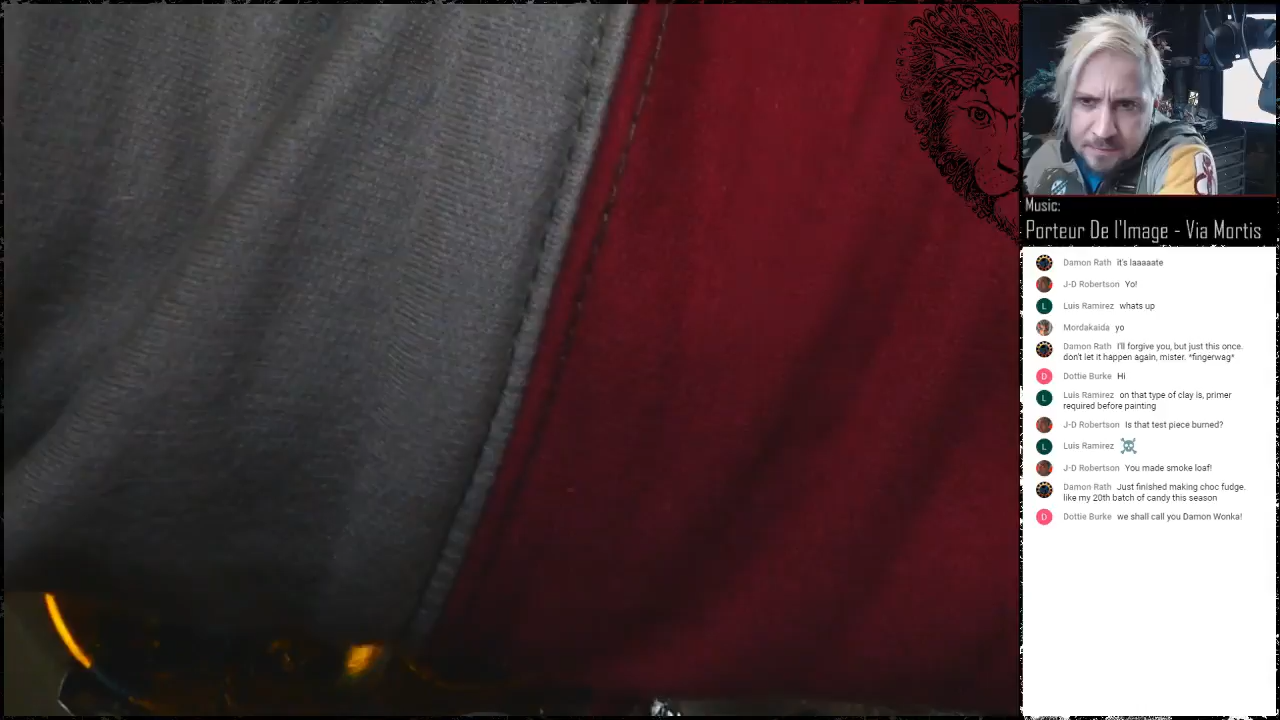 Music:
Porteur De l'Image - Via Mortis
Damon Rath it's laaaaate
J-D Robertson Yo!
L Luis Ramirez whats up
Mordakaida yo
Damon Rath I'll forgive you, but just this once.
don't let it happen again, mister. *fingerwag*
D Dottie Burke Hi
L Luis Ramirez on that type of clay is, primer
required before painting
J-D Robertson Is that test piece burned?
L Luis Ramirez
J-D Robertson You made smoke loaf!
Damon Rath Just finished making choc fudge.
like my 20th batch of candy this season
D Dottie Burke we shall call you Damon Wonka!